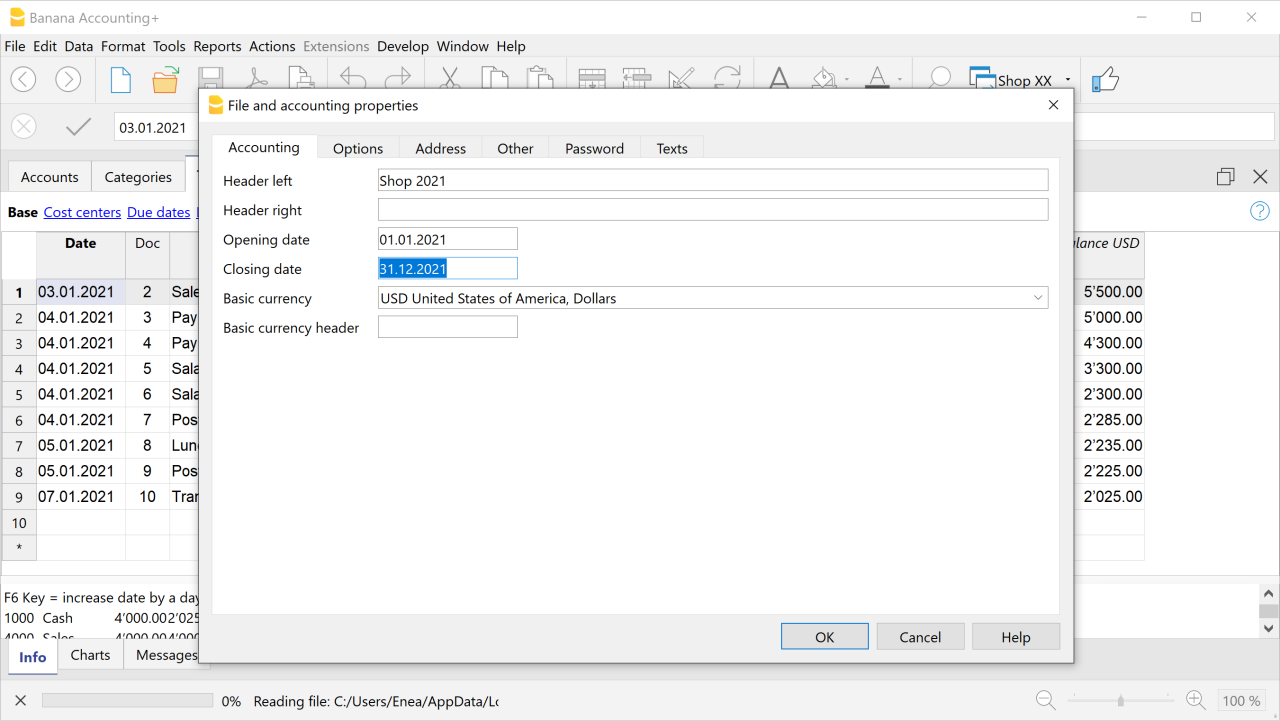 Banana Accounting+
File Edit Data Format Tools Reports Actions Extensions Develop Window Help
Shop XX
File and accounting properties
03.01.2021
Accounting Options Address Other Password Texts
Accounts Categories
Header left Shop 2021
Header right
Base Cost centers Due dates
Opening date 01.01.2021
Date Doc lance USD
Closing date 31.12.2021
1 03.01.2021 2 Sale 5'500.00
Basic currency USD United States of America, Dollars
2 04.01.2021 3 Pay 5'000.00
Basic currency header
3 04.01.2021 4 Pay 4'300.00
4 04.01.2021 5 Sala 3'300.00
5 04.01.2021 6 Sala 2'300.00
6 04.01.2021 7 Pos 2'285.00
7 05.01.2021 8 Lun 2'235.00
8 05.01.2021 9 Pos 2'225.00
9 07.01.2021 10 Tran 2'025.00
10
*
F6 Key = increase date by a day
1000 Cash 4'000.002'025
4000 Sales 4'000.004'00
OK Cancel Help
Info Charts Messages
0% Reading file: C:/Users/Enea/AppData/Lo
100 %